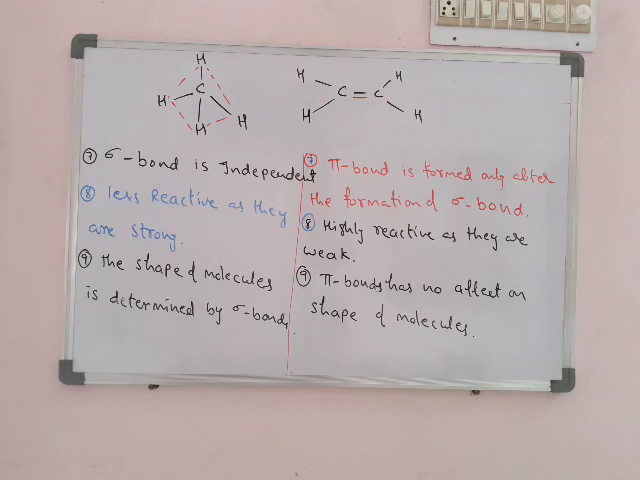 H
C
H
H
H
H
H
C = C
H
H
⑦ σ-bond is Independent
⑧ less Reactive as they
are strong.
⑨ the shape of molecules
is determined by σ-bonds.
⑦ π-bond is formed only after
the formation of σ-bond.
⑧ Highly reactive as they are
weak.
⑨ π-bonds has no affect on
shape of molecules.